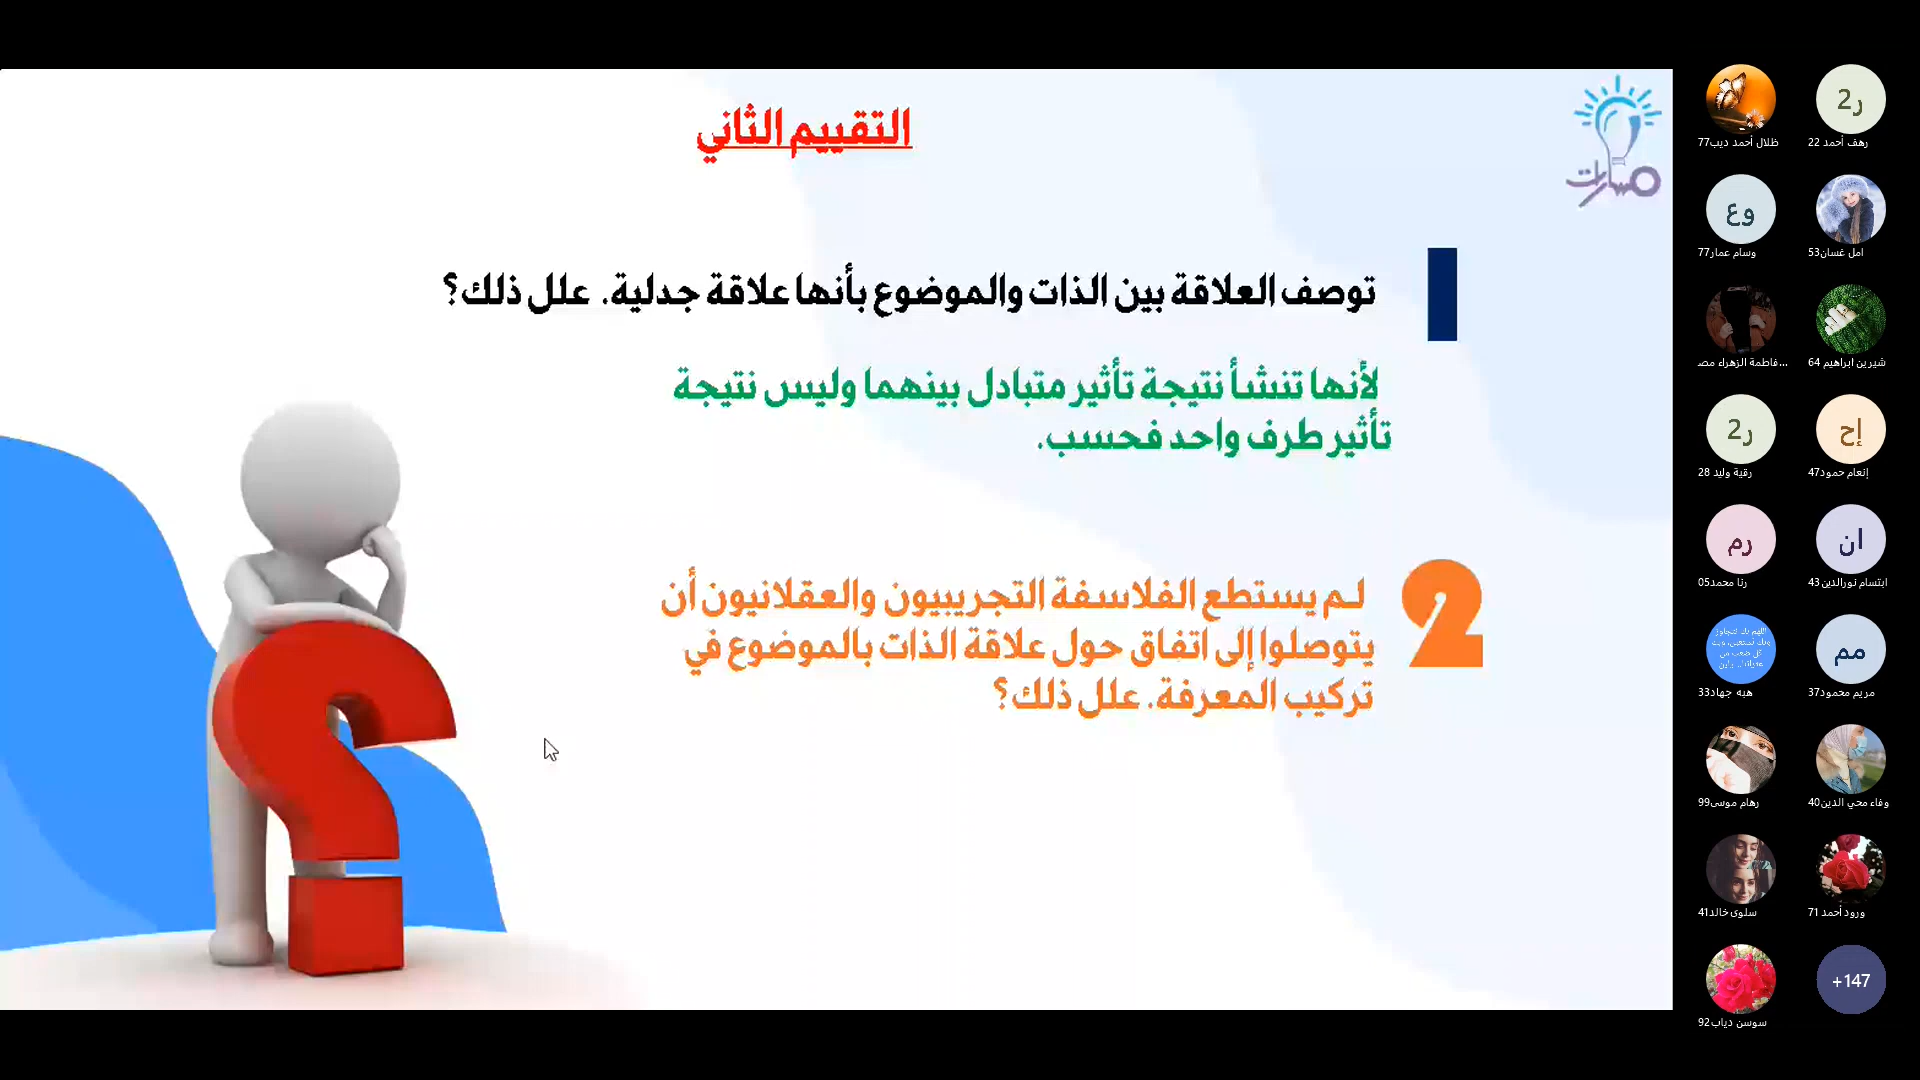 التقييم الثاني
مسارات
1
توصف العلاقة بين الذات والموضوع بأنها علاقة جدلية. علل ذلك؟
لأنها تنشأ نتيجة تأثير متبادل بينهما وليس نتيجة
تأثير طرف واحد فحسب.
2
لم يستطع الفلاسفة التجريبيون والعقلانيون أن
يتوصلوا إلى اتفاق حول علاقة الذات بالموضوع في
تركيب المعرفة. علل ذلك؟
ر2
رهف أحمد 22
ظلال أحمد ديب77
امل غسان53
وع
وسام عمار77
شيرين ابراهيم 64
فاطمة الزهراء مص...
إح
إنعام حمود47
ر2
رقية وليد 28
ان
ابتسام نورالدين43
رم
رنا محمد05
مم
مريم محمود37
هبه جهاد33
وفاء محي الدين40
رهام موسى99
ورود أحمد 71
سلوى خالد41
+147
سوسن دياب92